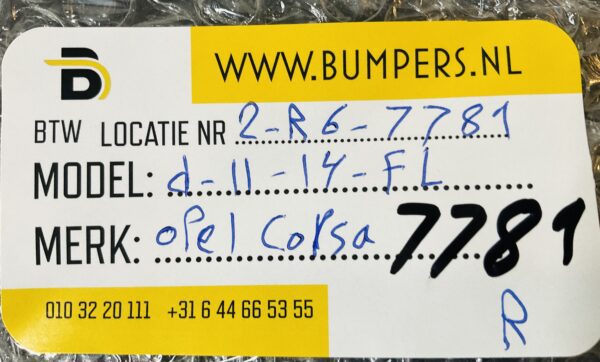 WWW.BUMPERS.NL
BTW LOCATIE NR 2-R6-7781
MODEL: d-11-14-FL
MERK: opel Corsa 7781
010 32 20 111 +31 6 44 66 53 55
R